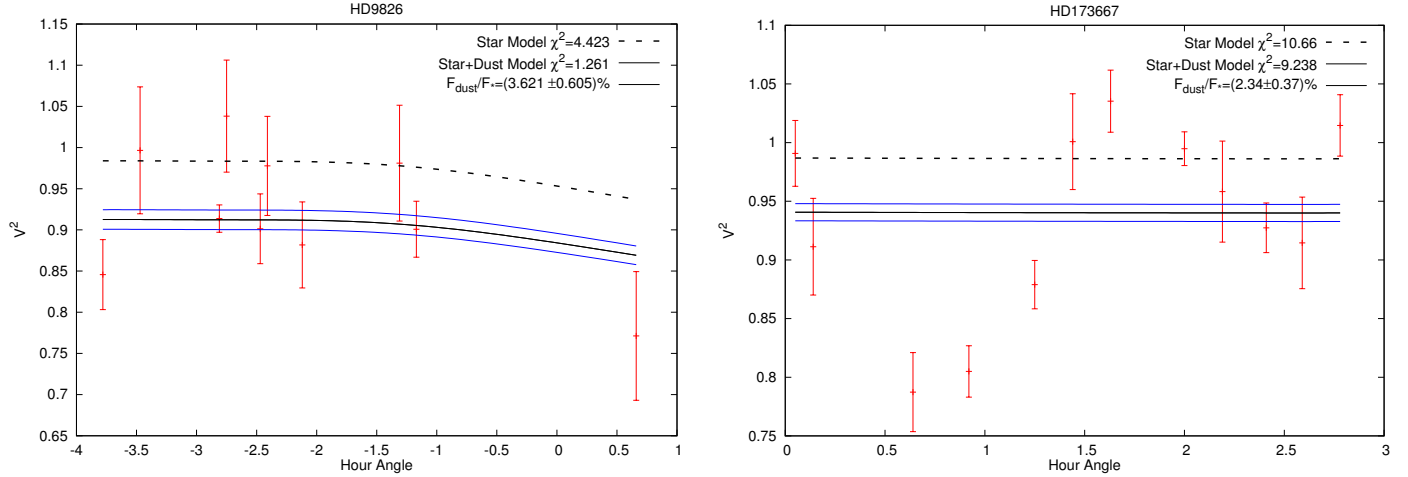 HD9826
Star Model χ²=4.423
Star+Dust Model χ²=1.261
F_dust/F*=(3.621 ±0.605)%
1.15
1.1
1.05
1
0.95
0.9
0.85
0.8
0.75
0.7
0.65
V²
-4 -3.5 -3 -2.5 -2 -1.5 -1 -0.5 0 0.5 1
Hour Angle
HD173667
Star Model χ²=10.66
Star+Dust Model χ²=9.238
F_dust/F*=(2.34±0.37)%
1.1
1.05
1
0.95
0.9
0.85
0.8
0.75
V²
0 0.5 1 1.5 2 2.5 3
Hour Angle